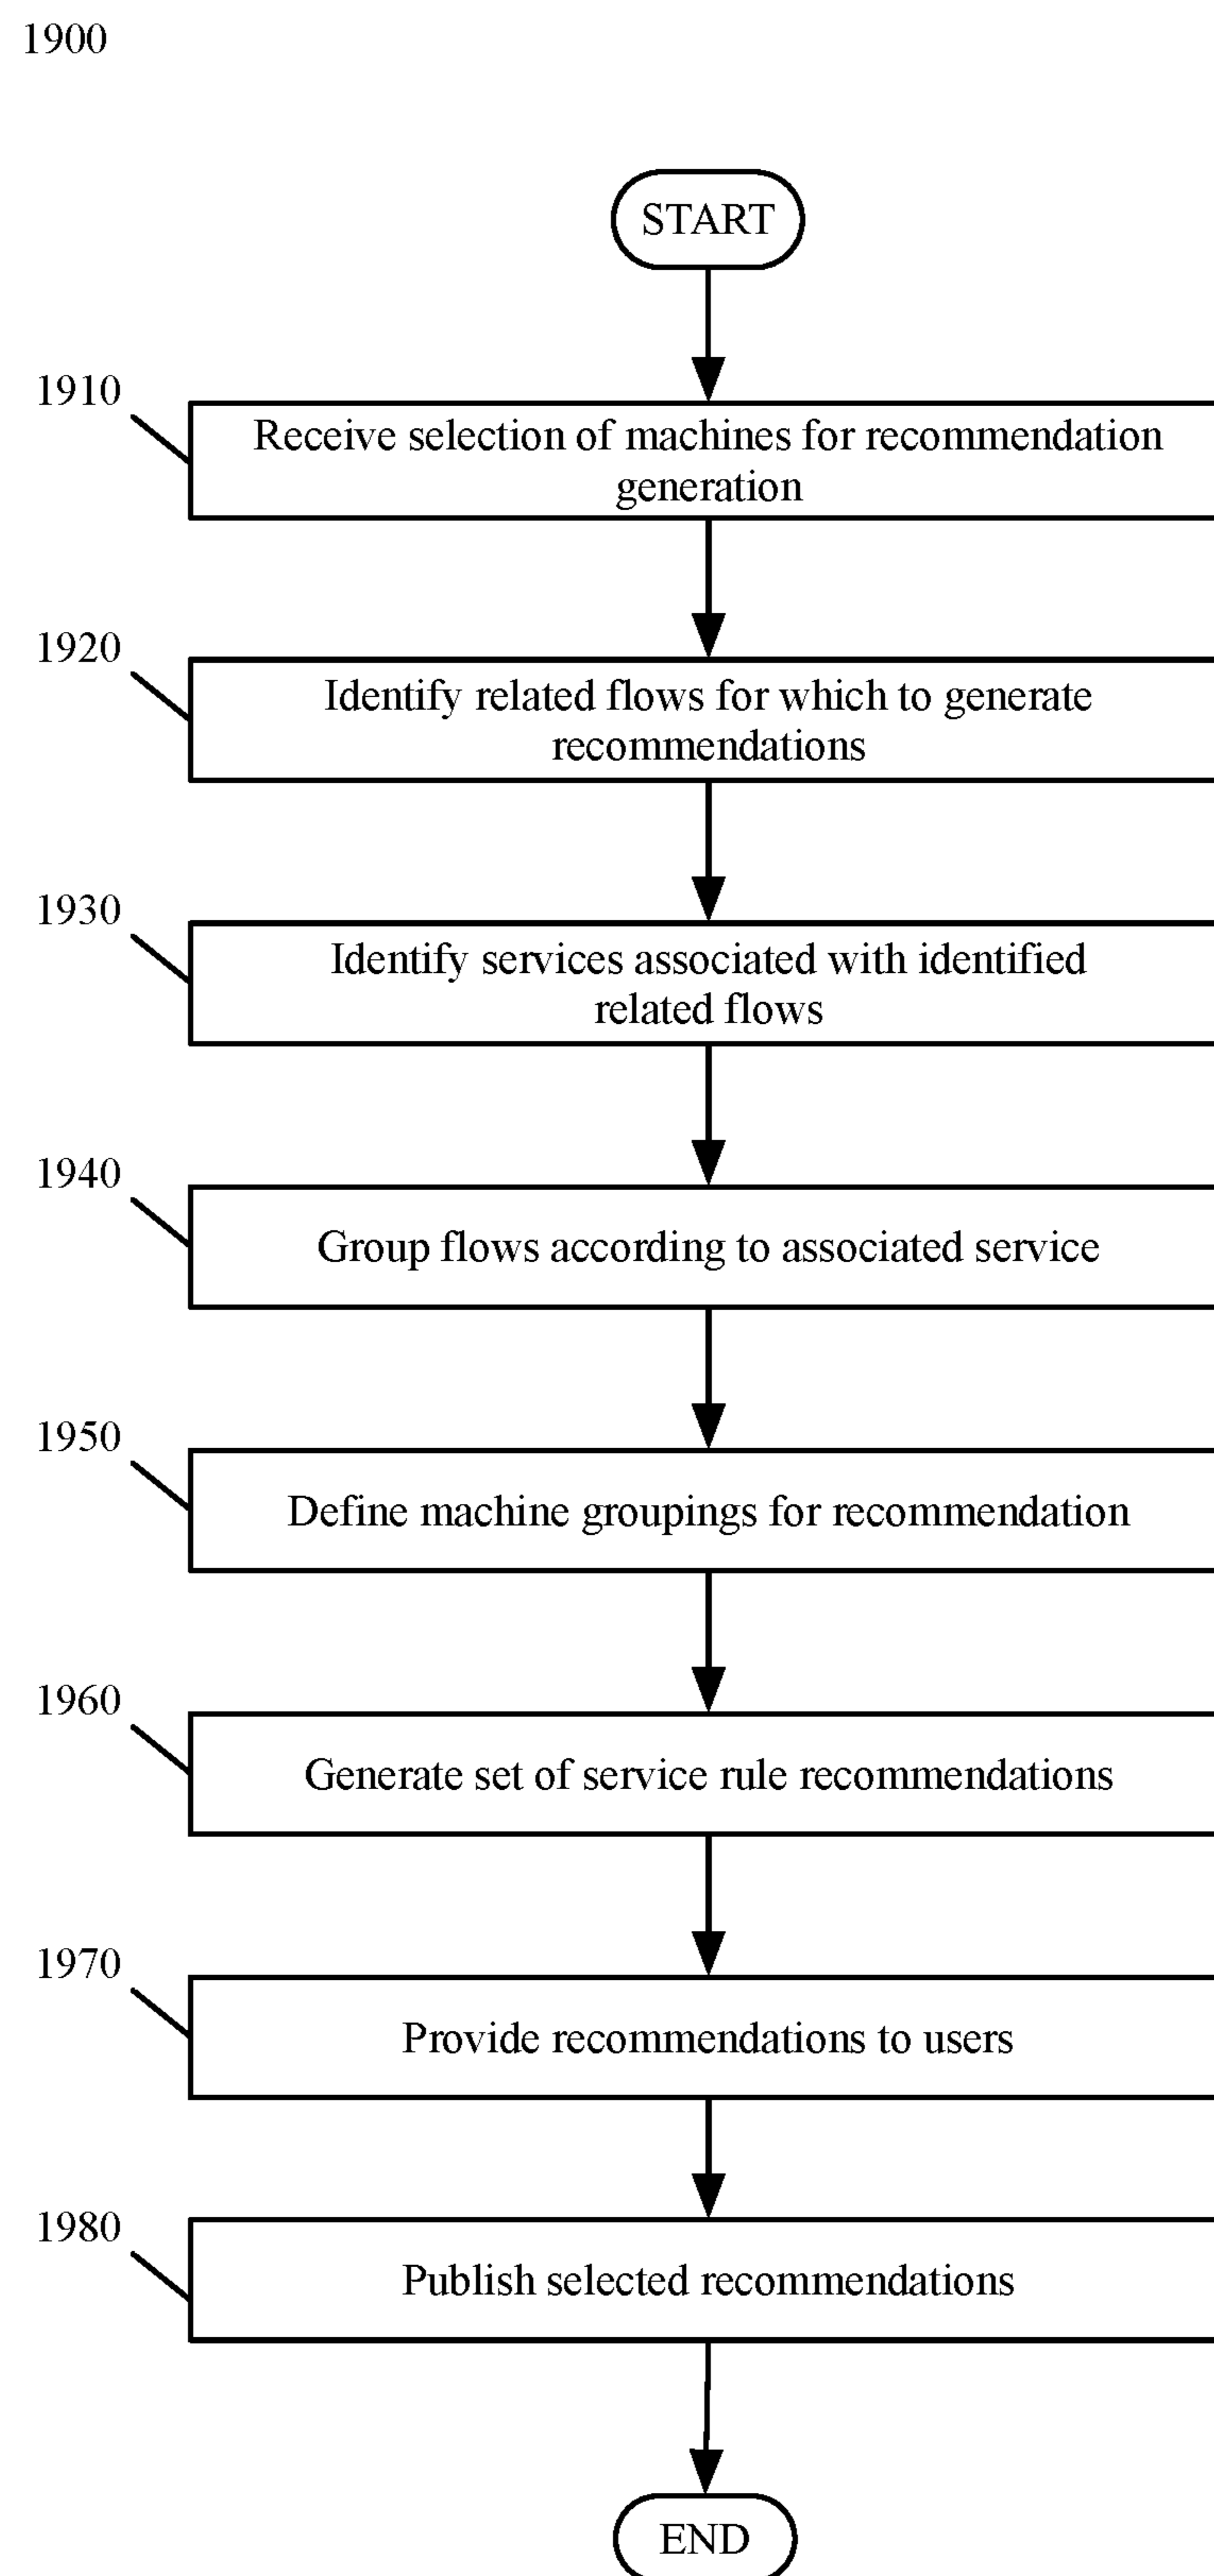 1900
START
1910
Receive selection of machines for recommendation
generation
1920
Identify related flows for which to generate
recommendations
1930
Identify services associated with identified
related flows
1940
Group flows according to associated service
1950
Define machine groupings for recommendation
1960
Generate set of service rule recommendations
1970
Provide recommendations to users
1980
Publish selected recommendations
END